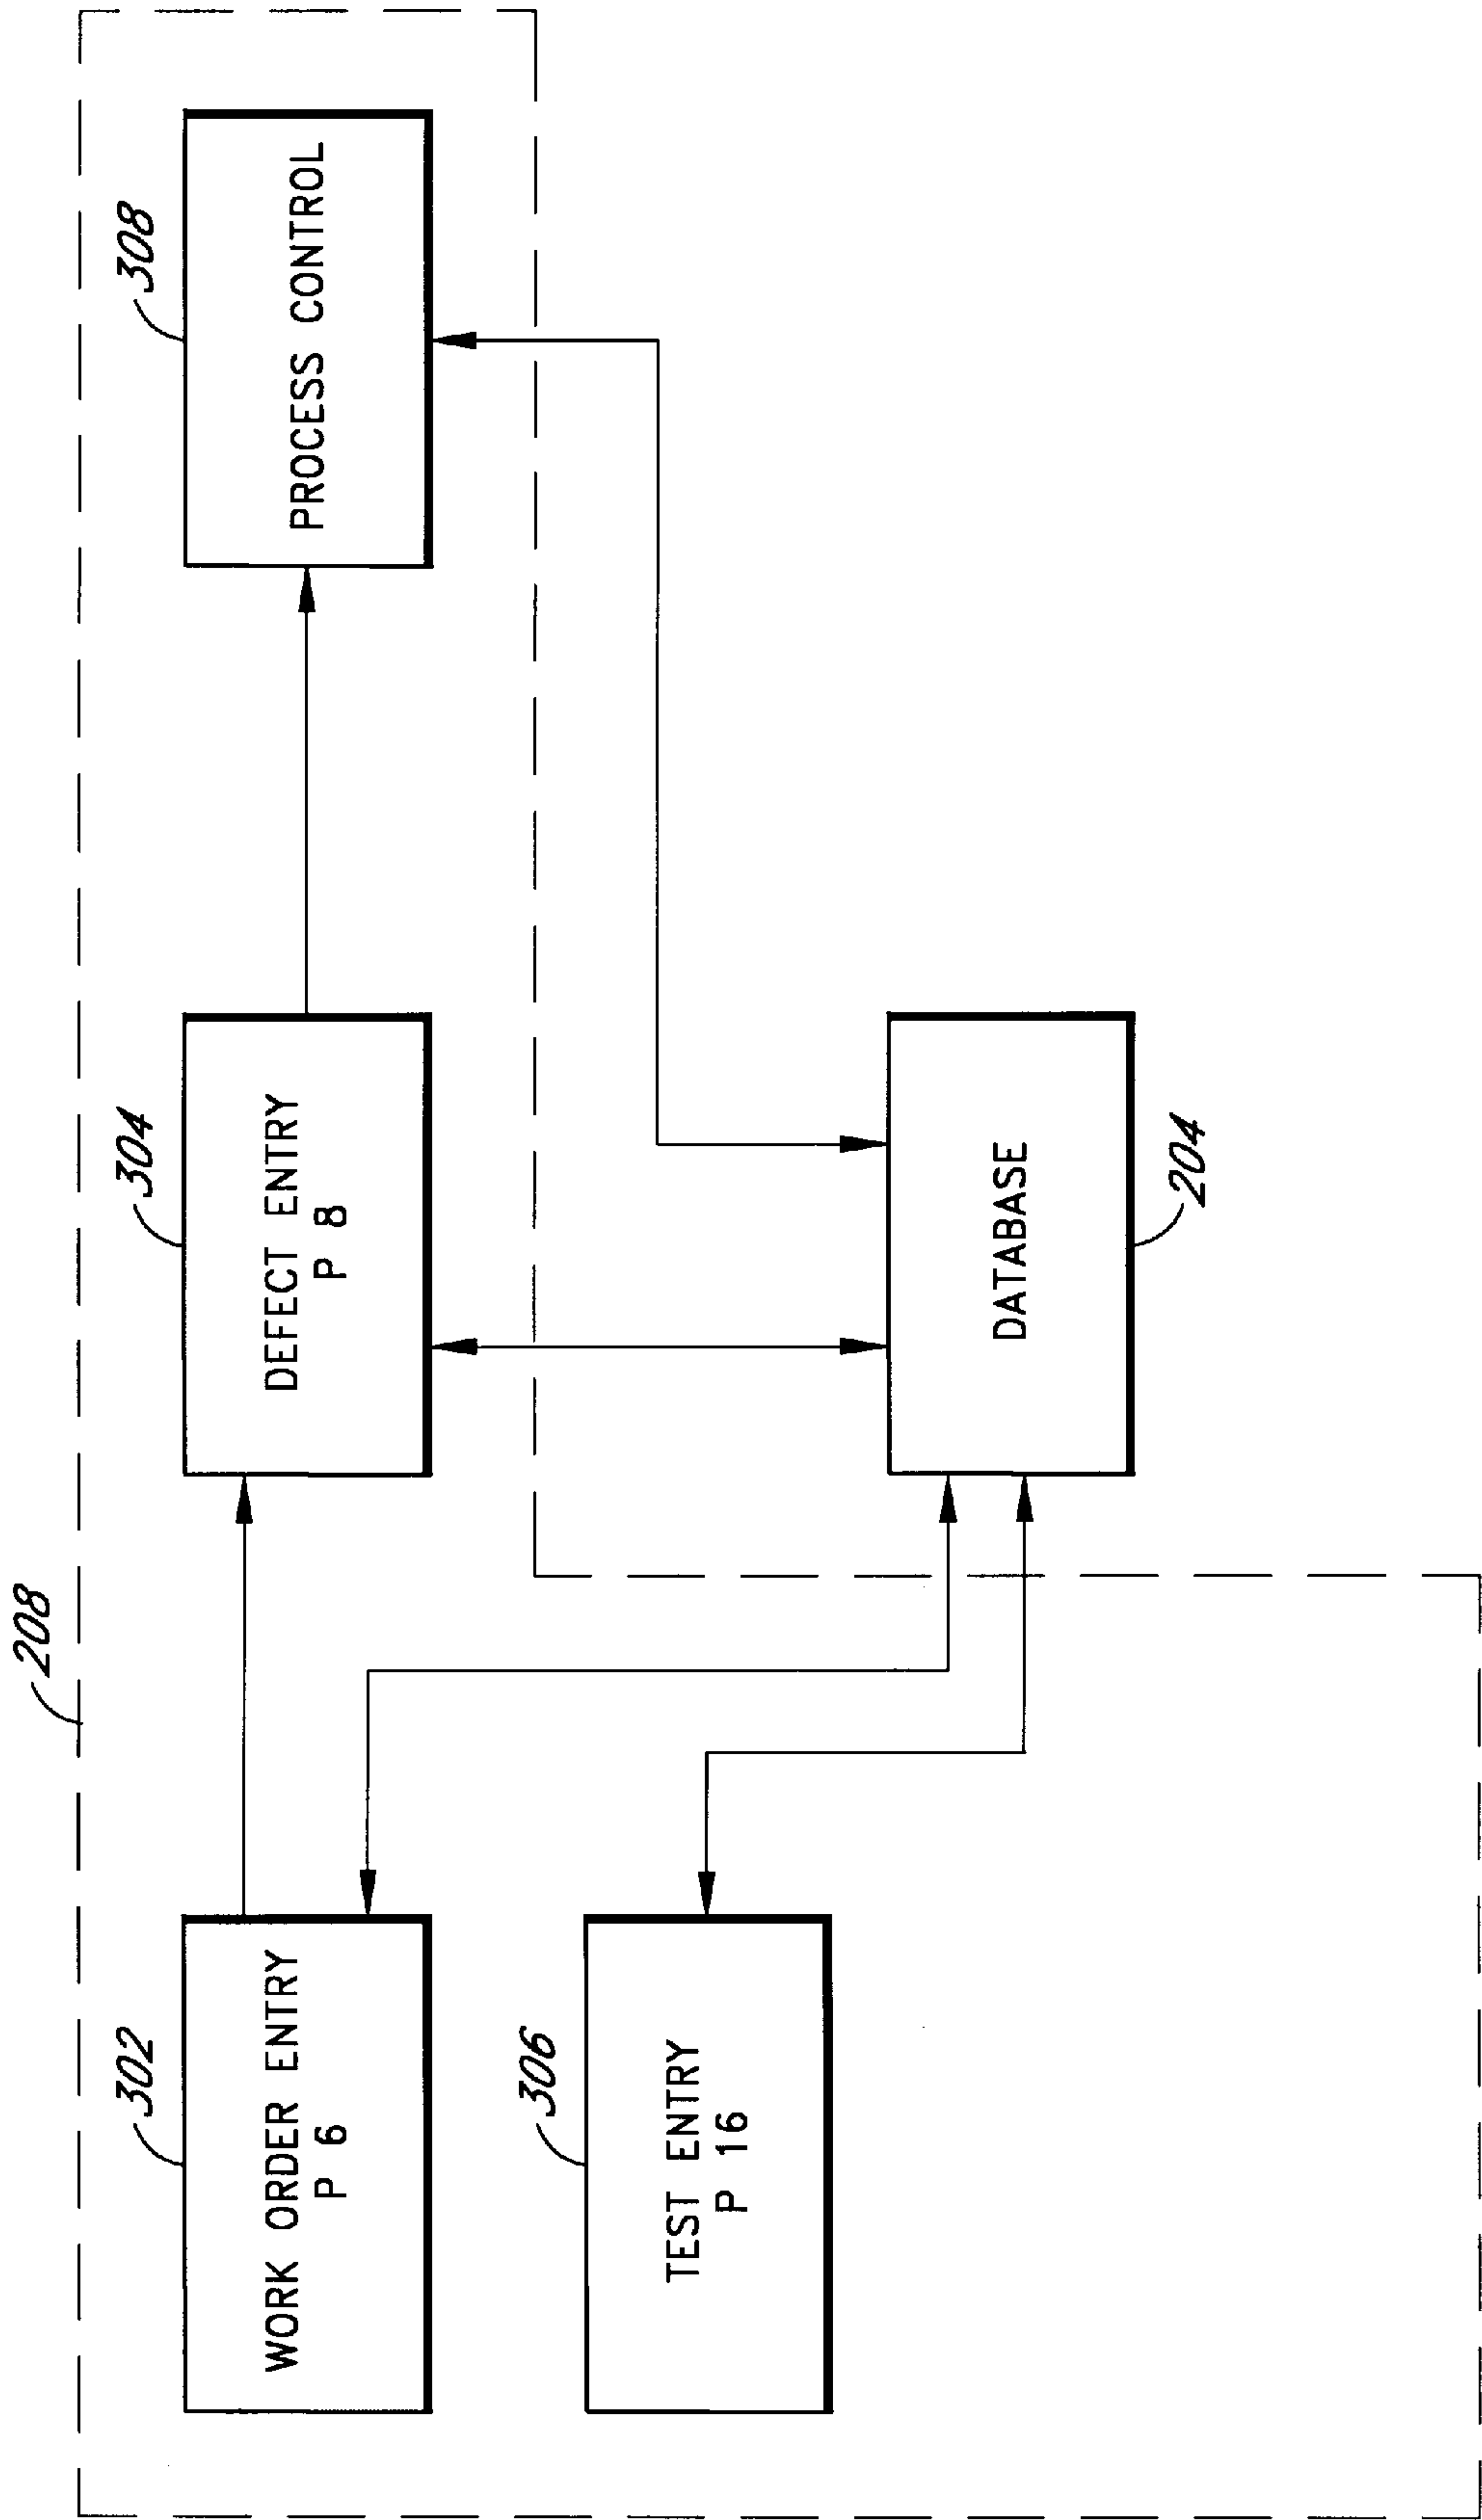 208
302
WORK ORDER ENTRY
P 6
304
DEFECT ENTRY
P 8
308
PROCESS CONTROL
306
TEST ENTRY
P 16
DATABASE
204